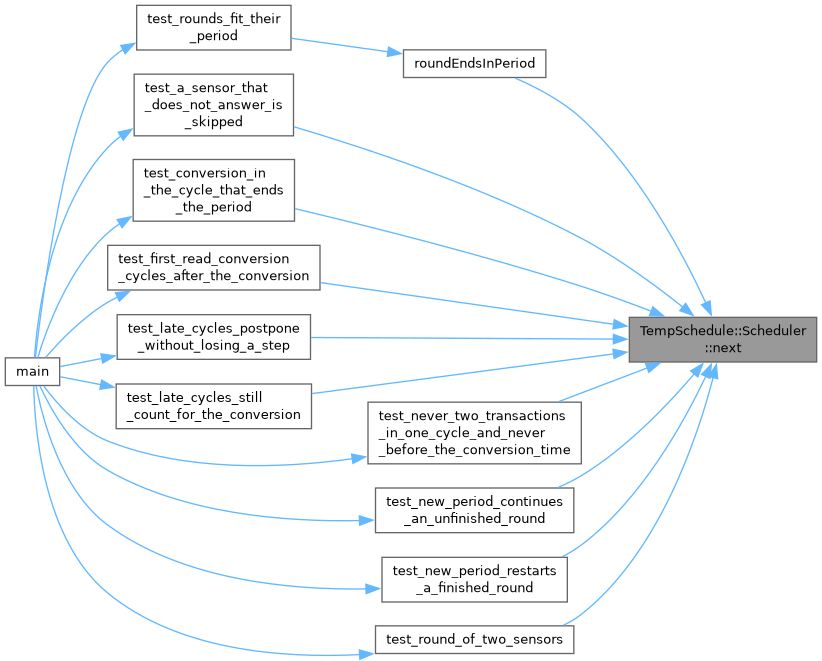 test_rounds_fit_their
_period
roundEndsInPeriod
test_a_sensor_that
_does_not_answer_is
_skipped
test_conversion_in
_the_cycle_that_ends
_the_period
test_first_read_conversion
_cycles_after_the_conversion
test_late_cycles_postpone
_without_losing_a_step
TempSchedule::Scheduler
::next
main
test_late_cycles_still
_count_for_the_conversion
test_never_two_transactions
_in_one_cycle_and_never
_before_the_conversion_time
test_new_period_continues
_an_unfinished_round
test_new_period_restarts
_a_finished_round
test_round_of_two_sensors